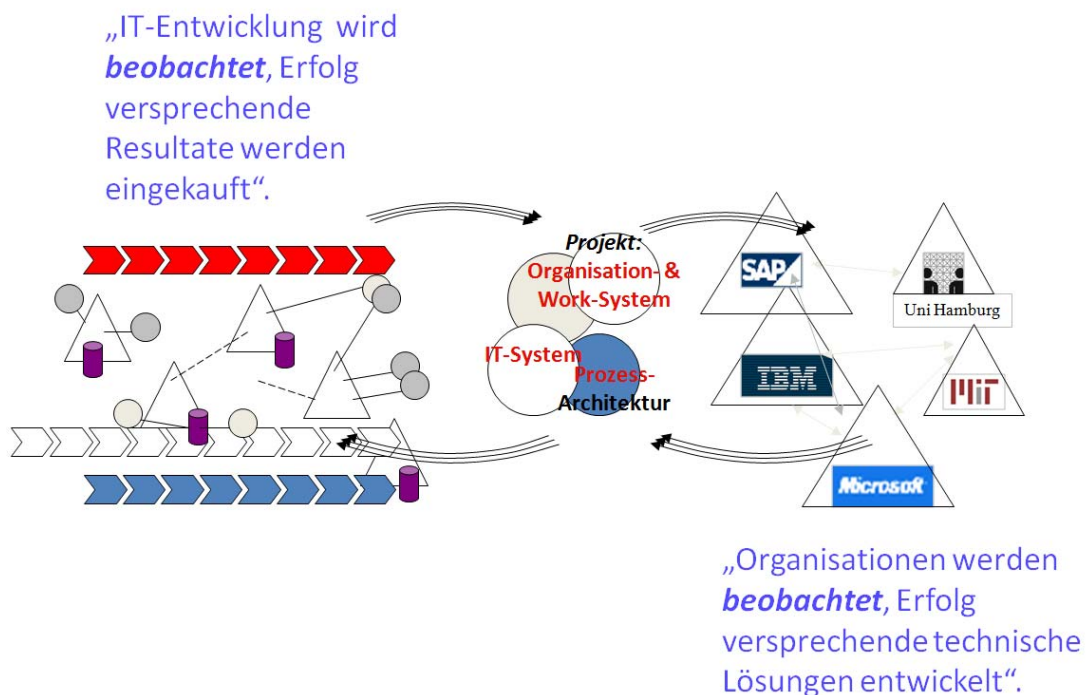 „IT-Entwicklung wird
beobachtet, Erfolg
versprechende
Resultate werden
eingekauft“.
Projekt:
Organisation- &
Work-System
IT-System
Prozess-
Architektur
SAP
Uni Hamburg
IBM
MIT
Microsoft
„Organisationen werden
beobachtet, Erfolg
versprechende technische
Lösungen entwickelt“.